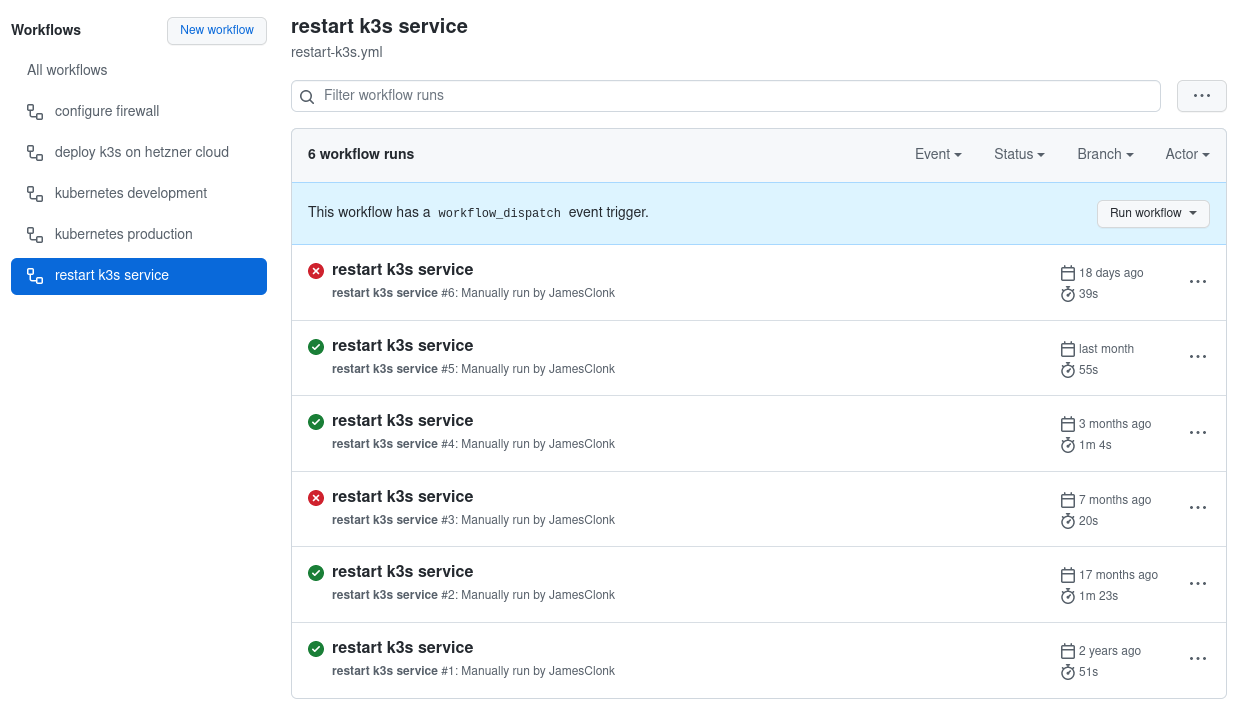 Workflows
New workflow
All workflows
configure firewall
deploy k3s on hetzner cloud
kubernetes development
kubernetes production
restart k3s service
restart k3s service
restart-k3s.yml
Filter workflow runs
6 workflow runs
Event
Status
Branch
Actor
This workflow has a workflow_dispatch event trigger.
Run workflow
restart k3s service
restart k3s service #6: Manually run by JamesClonk
18 days ago
39s
restart k3s service
restart k3s service #5: Manually run by JamesClonk
last month
55s
restart k3s service
restart k3s service #4: Manually run by JamesClonk
3 months ago
1m 4s
restart k3s service
restart k3s service #3: Manually run by JamesClonk
7 months ago
20s
restart k3s service
restart k3s service #2: Manually run by JamesClonk
17 months ago
1m 23s
restart k3s service
restart k3s service #1: Manually run by JamesClonk
2 years ago
51s